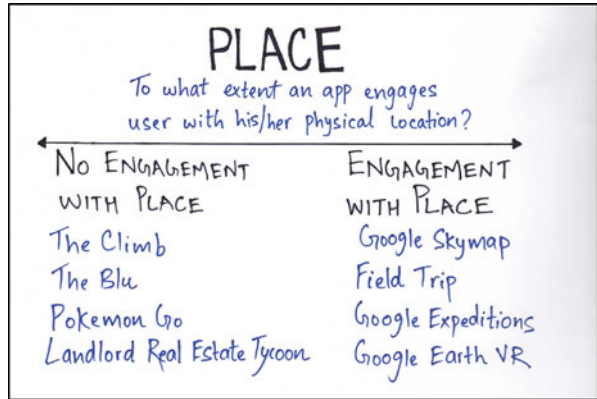 PLACE
To what extent an app engages
user with his/her physical location?
NO ENGAGEMENT
WITH PLACE
The Climb
The Blu
Pokemon Go
Landlord Real Estate Tycoon
ENGAGEMENT
WITH PLACE
Google Skymap
Field Trip
Google Expeditions
Google Earth VR